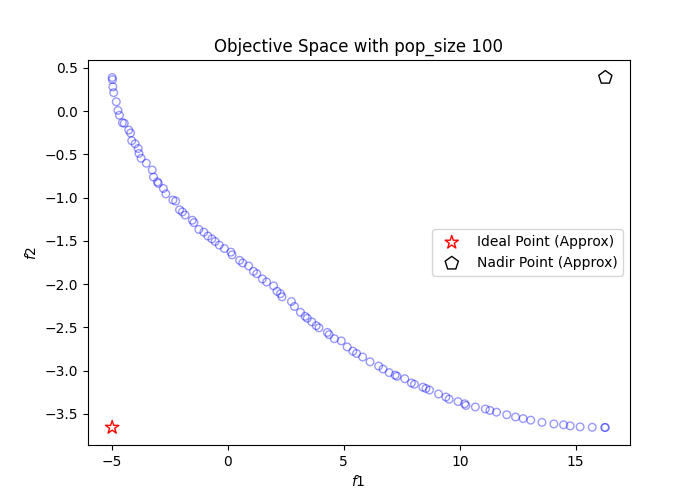 Objective Space with pop_size 100
f2
0.5
0.0
−0.5
−1.0
−1.5
−2.0
−2.5
−3.0
−3.5
Ideal Point (Approx)
Nadir Point (Approx)
−5 0 5 10 15
f1